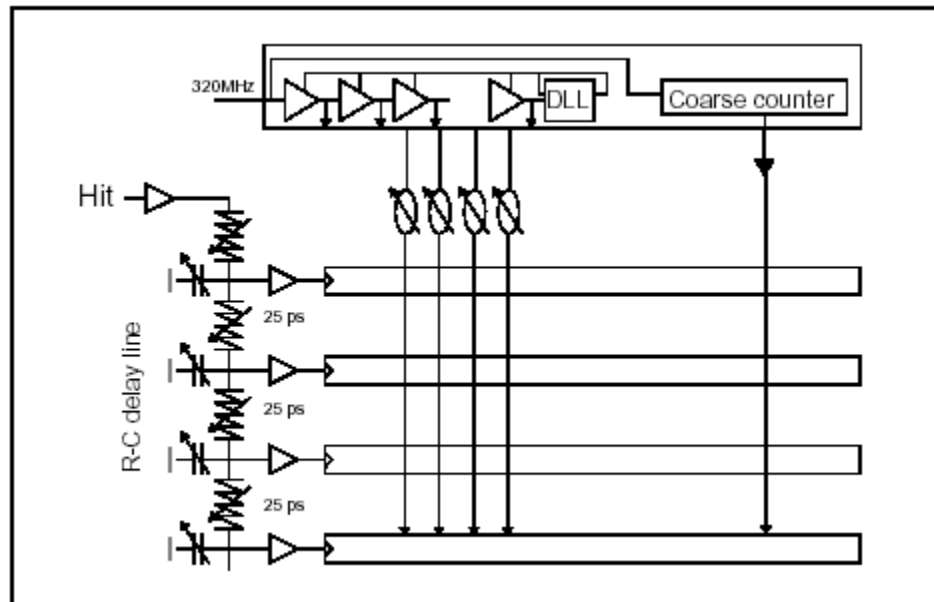 320MHz
DLL
Coarse counter
Hit
25 ps
25 ps
25 ps
R-C delay line